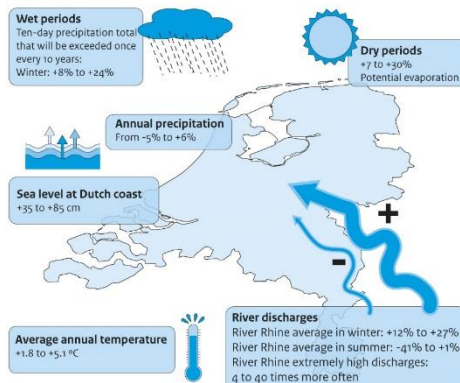 Wet periods
Ten-day precipitation total
that will be exceeded once
every 10 years:
Winter: +8% to +24%
Dry periods
+7 to +30%
Potential evaporation
Annual precipitation
From -5% to +6%
Sea level at Dutch coast
+35 to +85 cm
+
-
Average annual temperature
+1.8 to +5.1 ºC
River discharges
River Rhine average in winter: +12% to +27%
River Rhine average in summer: -41% to +1%
River Rhine extremely high discharges:
4 to 40 times more often